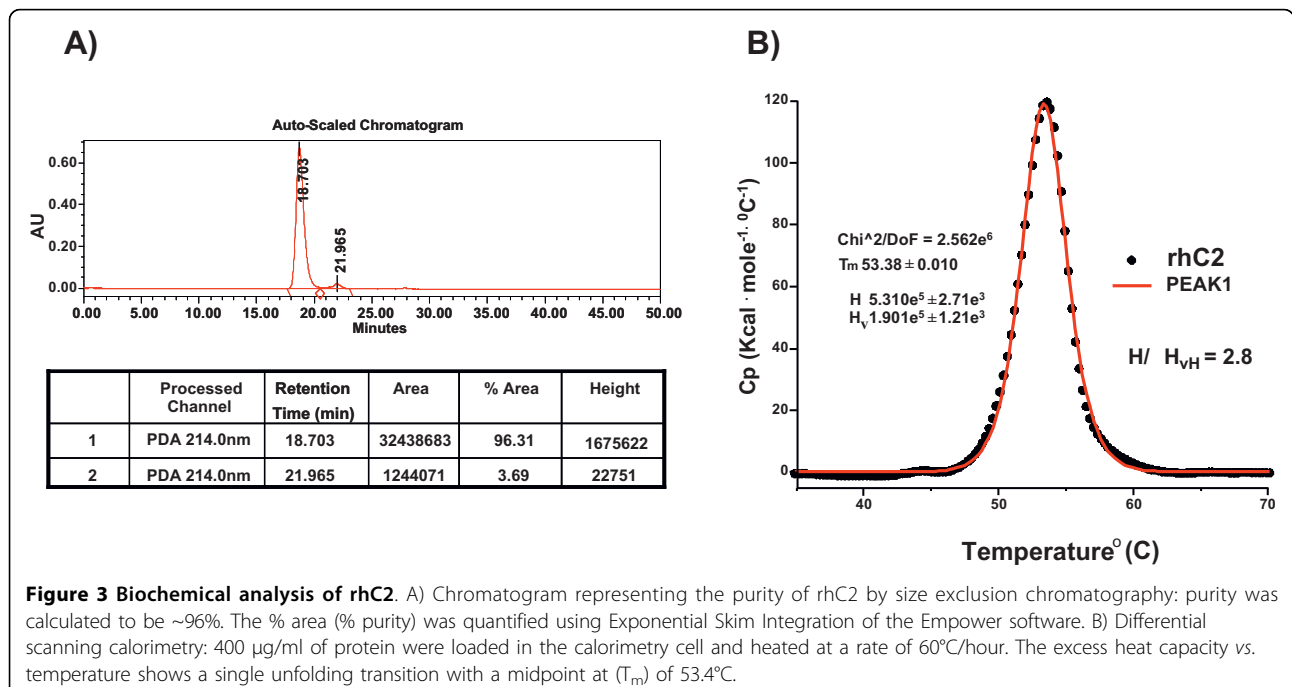 A)
Auto-Scaled Chromatogram
AU
0.60
0.40
0.20
0.00
18.703
21.965
0.00 5.00 10.00 15.00 20.00 25.00 30.00 35.00 40.00 45.00 50.00
Minutes
Processed Channel Retention Time (min) Area % Area Height
1 PDA 214.0nm 18.703 32438683 96.31 1675622
2 PDA 214.0nm 21.965 1244071 3.69 22751
B)
Cp (Kcal · mole⁻¹· ⁰C⁻¹)
120
100
80
60
40
20
0
Chi^2/DoF = 2.562e⁶
Tm 53.38 ± 0.010
H 5.310e⁵ ± 2.71e³
Hv 1.901e⁵ ± 1.21e³
rhC2
PEAK1
H/ HvH = 2.8
40 50 60 70
Temperature⁰ (C)
Figure 3 Biochemical analysis of rhC2. A) Chromatogram representing the purity of rhC2 by size exclusion chromatography: purity was
calculated to be ~96%. The % area (% purity) was quantified using Exponential Skim Integration of the Empower software. B) Differential
scanning calorimetry: 400 μg/ml of protein were loaded in the calorimetry cell and heated at a rate of 60°C/hour. The excess heat capacity vs.
temperature shows a single unfolding transition with a midpoint at (Tm) of 53.4°C.